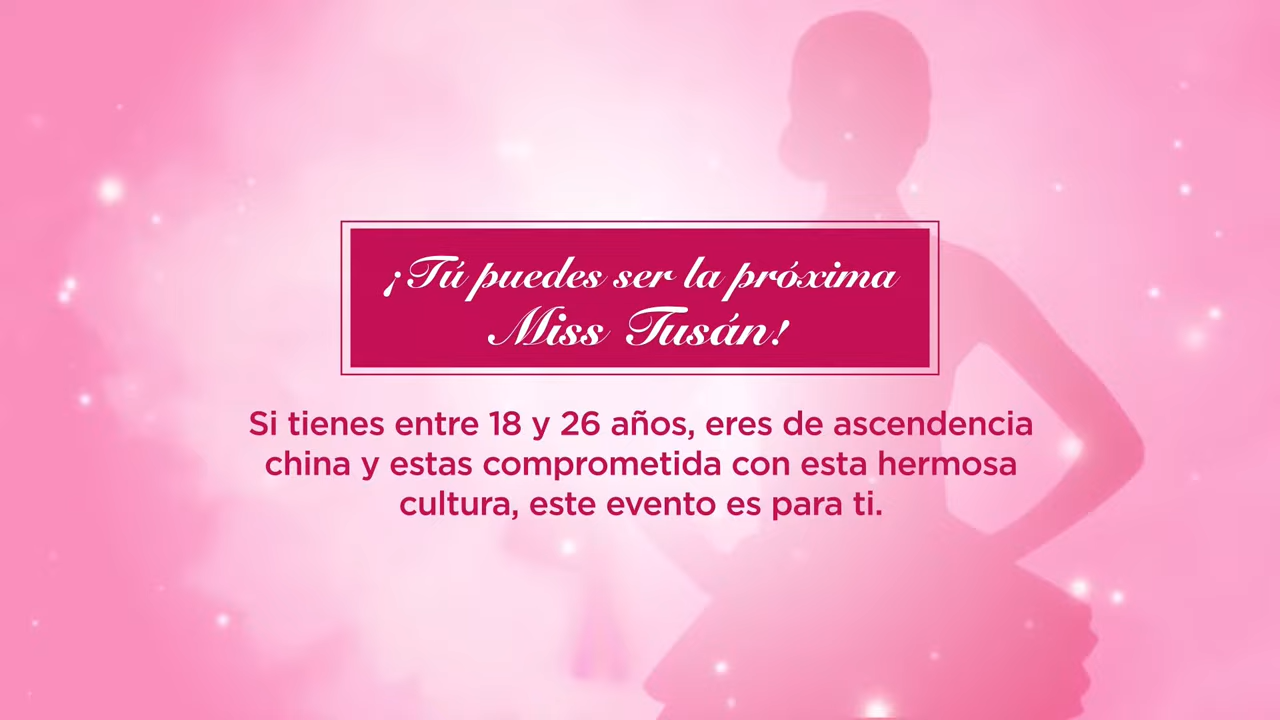 ¡Tú puedes ser la próxima
Miss Tusán!
Si tienes entre 18 y 26 años, eres de ascendencia
china y estas comprometida con esta hermosa
cultura, este evento es para ti.